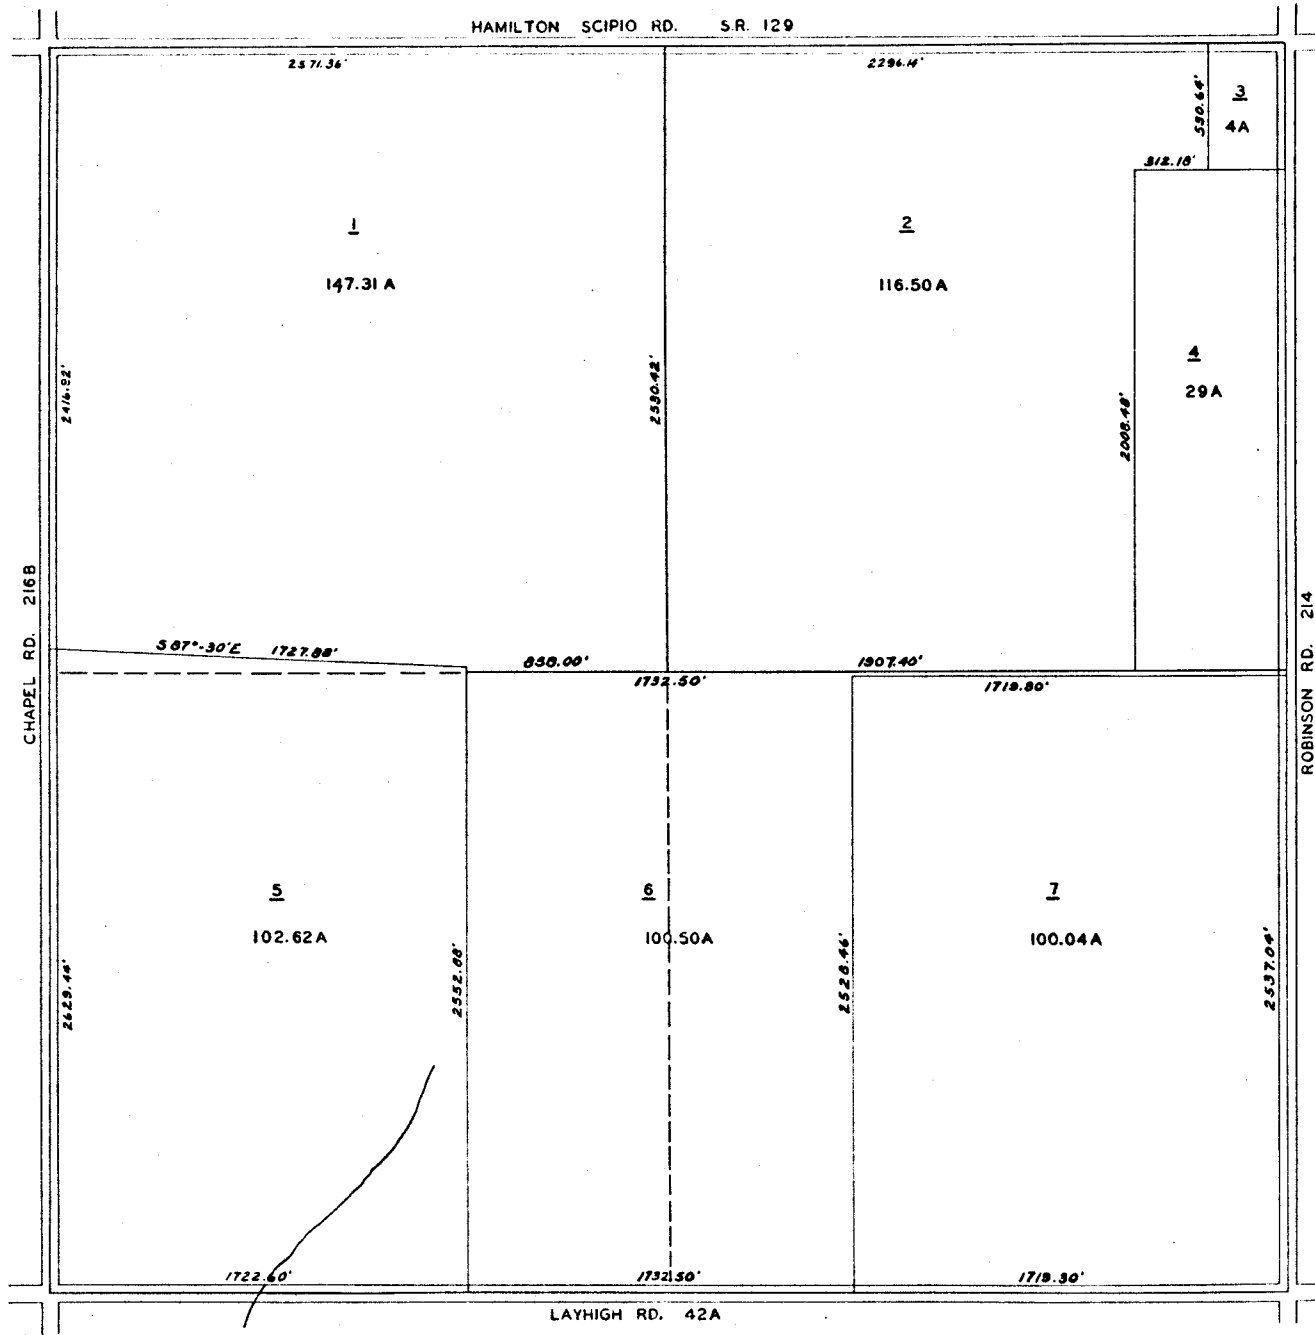 HAMILTON SCIPIO RD. S.R. 129
2571.36'
2296.14'
530.64'
3
4A
312.18'
1
147.31 A
2
116.50 A
4
29A
2416.92'
2530.42'
2008.48'
CHAPEL RD. 216B
ROBINSON RD. 214
S 87°-30'E 1727.88'
858.00'
1907.40'
1732.50'
1719.80'
5
102.62 A
6
100.50A
7
100.04 A
2629.44'
2552.88'
2528.46'
2537.04'
1722.60'
1732.50'
1719.30'
LAYHIGH RD. 42A